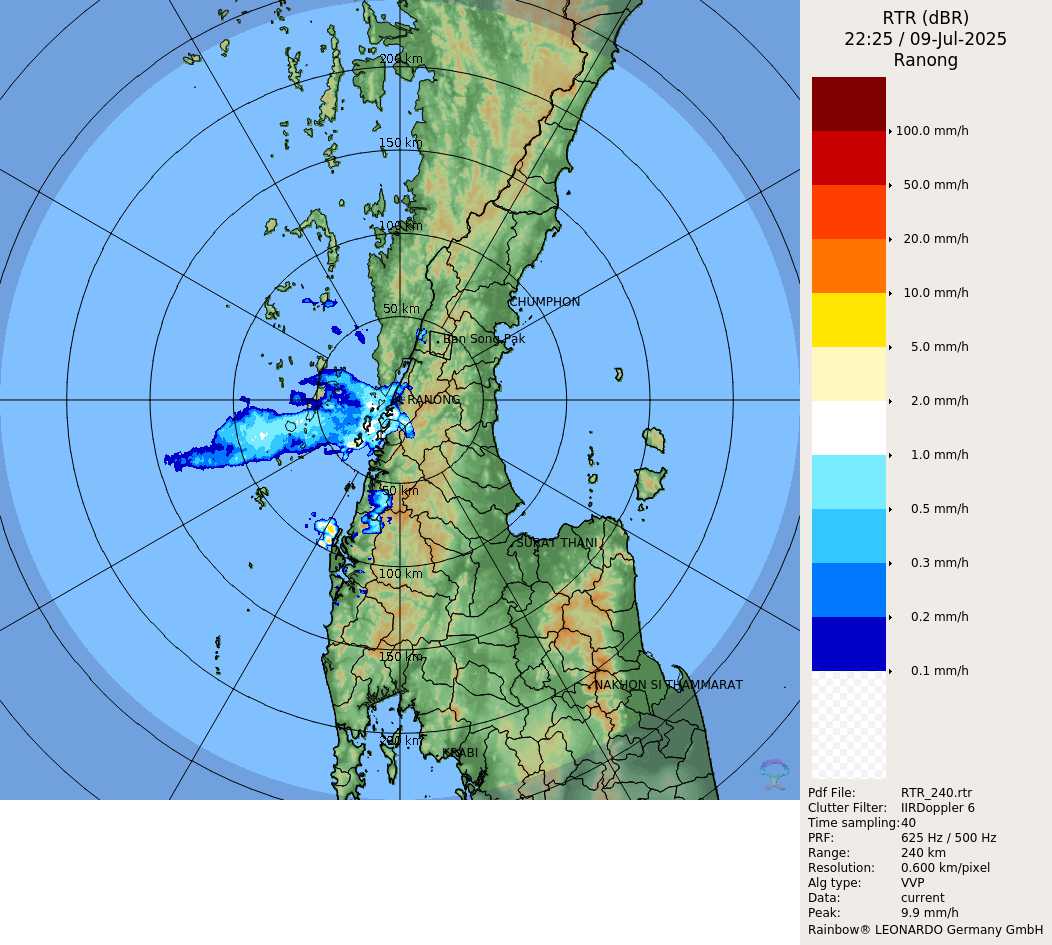 RTR (dBR)
22:25 / 09-Jul-2025
Ranong
100.0 mm/h
50.0 mm/h
20.0 mm/h
10.0 mm/h
5.0 mm/h
2.0 mm/h
1.0 mm/h
0.5 mm/h
0.3 mm/h
0.2 mm/h
0.1 mm/h
Pdf File: RTR_240.rtr
Clutter Filter: IIRDoppler 6
Time sampling:40
PRF: 625 Hz / 500 Hz
Range: 240 km
Resolution: 0.600 km/pixel
Alg type: VVP
Data: current
Peak: 9.9 mm/h
Rainbow® LEONARDO Germany GmbH
200 km
150 km
100 km
50 km
CHUMPHON
Ban Song Pak
RANONG
50 km
SURAT THANI
100 km
150 km
NAKHON SI THAMMARAT
200 km
KRABI